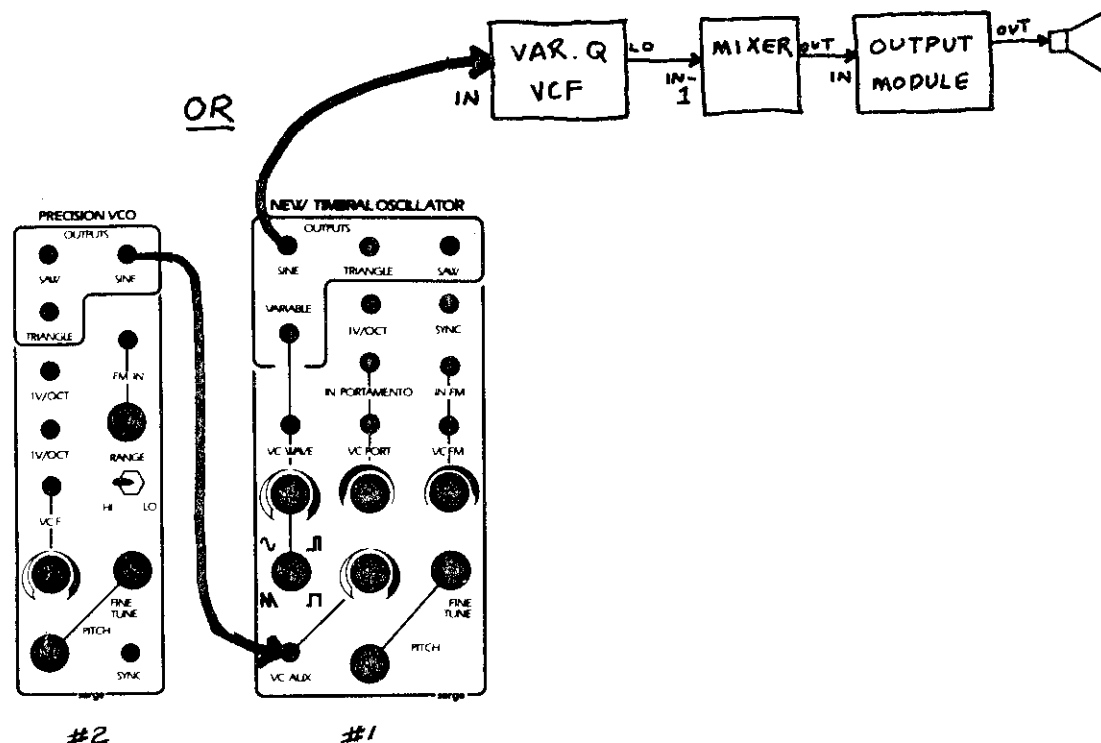 VAR. Q
VCF
IN
LO
IN-
1
MIXER
OUT
IN
OUTPUT
MODULE
OUT
OR
PRECISION VCO
OUTPUTS
SAW
SINE
TRIANGLE
FM IN
1V/OCT
1V/OCT
RANGE
HI
LO
VC F
FINE
TUNE
PITCH
SYNC
serge
#2
NEW TIMBRAL OSCILLATOR
OUTPUTS
SINE
TRIANGLE
SAW
VARIABLE
1V/OCT
SYNC
IN PORTAMENTO
IN FM
VC WAVE
VC PORT
VC FM
FINE
TUNE
PITCH
VC AUX
serge
#1